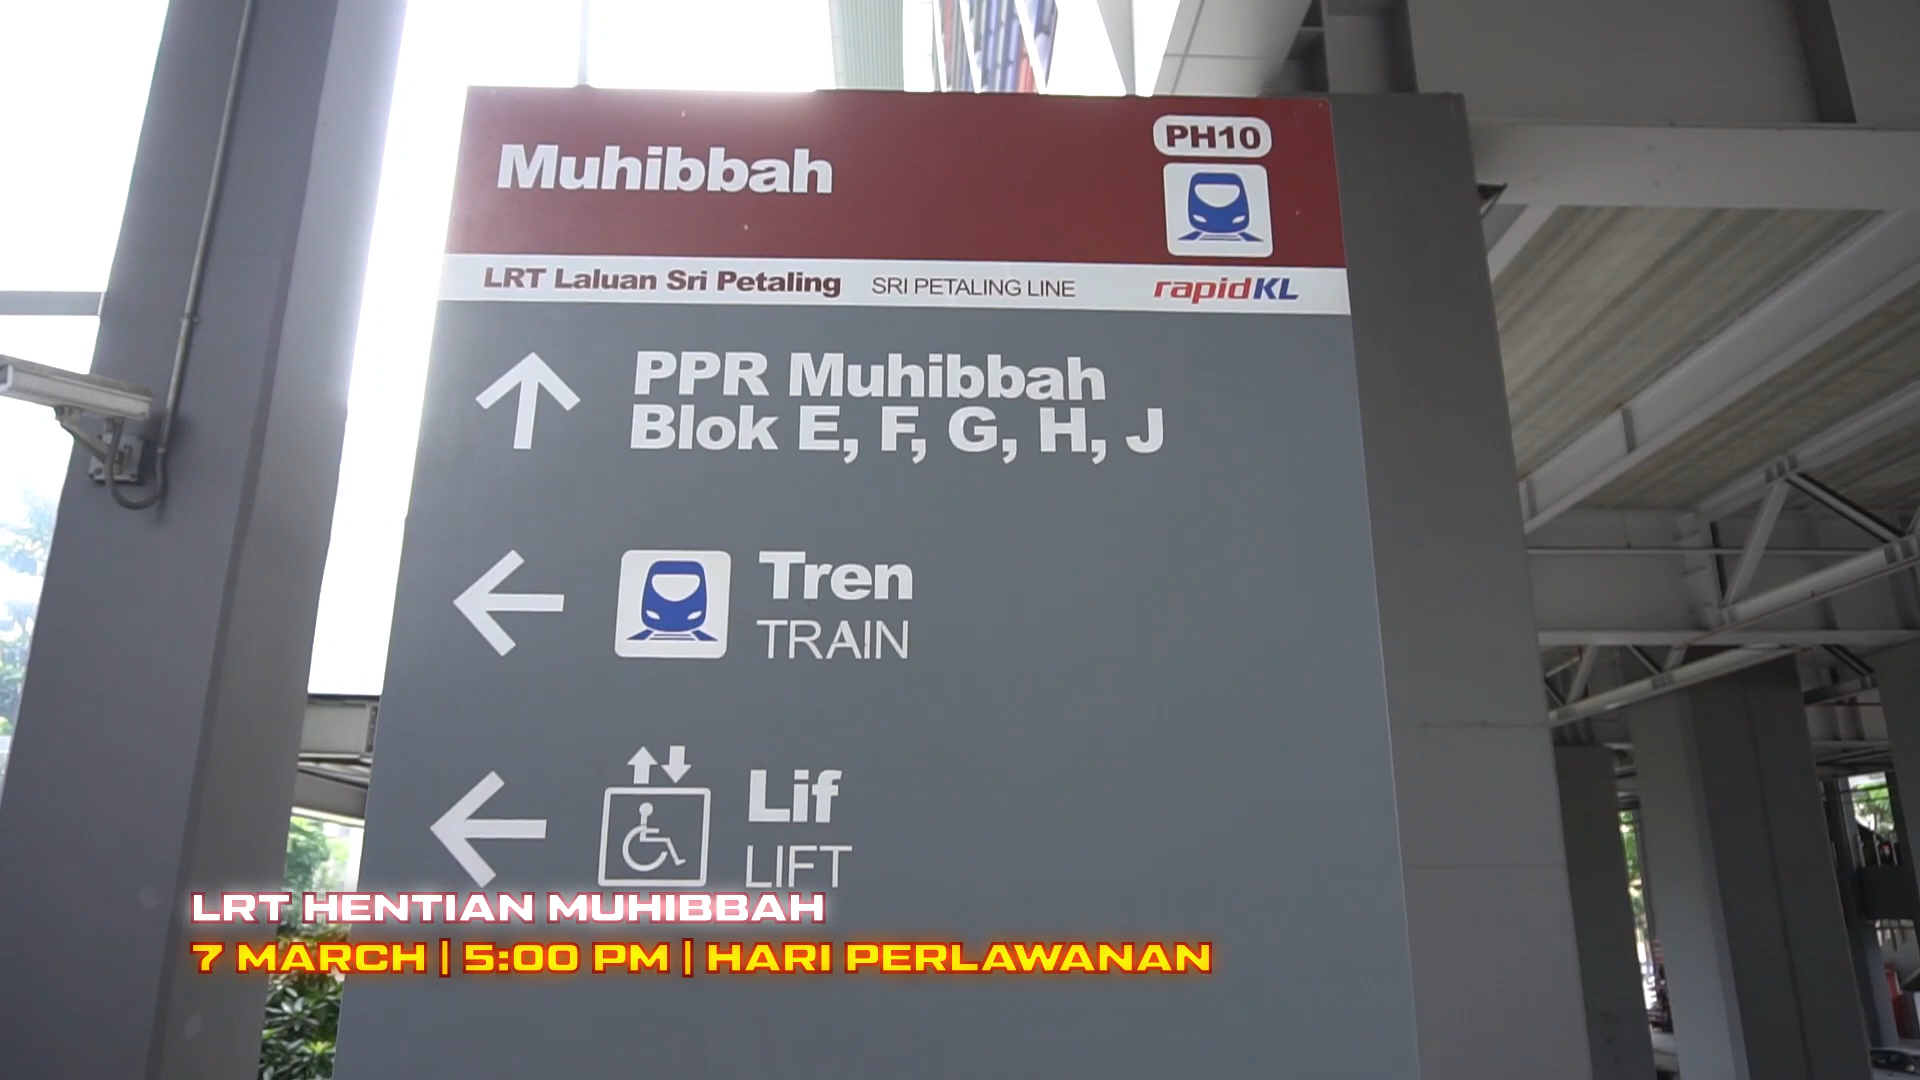 Muhibbah
PH10
LRT Laluan Sri Petaling SRI PETALING LINE rapidKL
PPR Muhibbah
Blok E, F, G, H, J
Tren
TRAIN
Lif
LIFT
LRT HENTIAN MUHIBBAH
7 MARCH | 5:00 PM | HARI PERLAWANAN